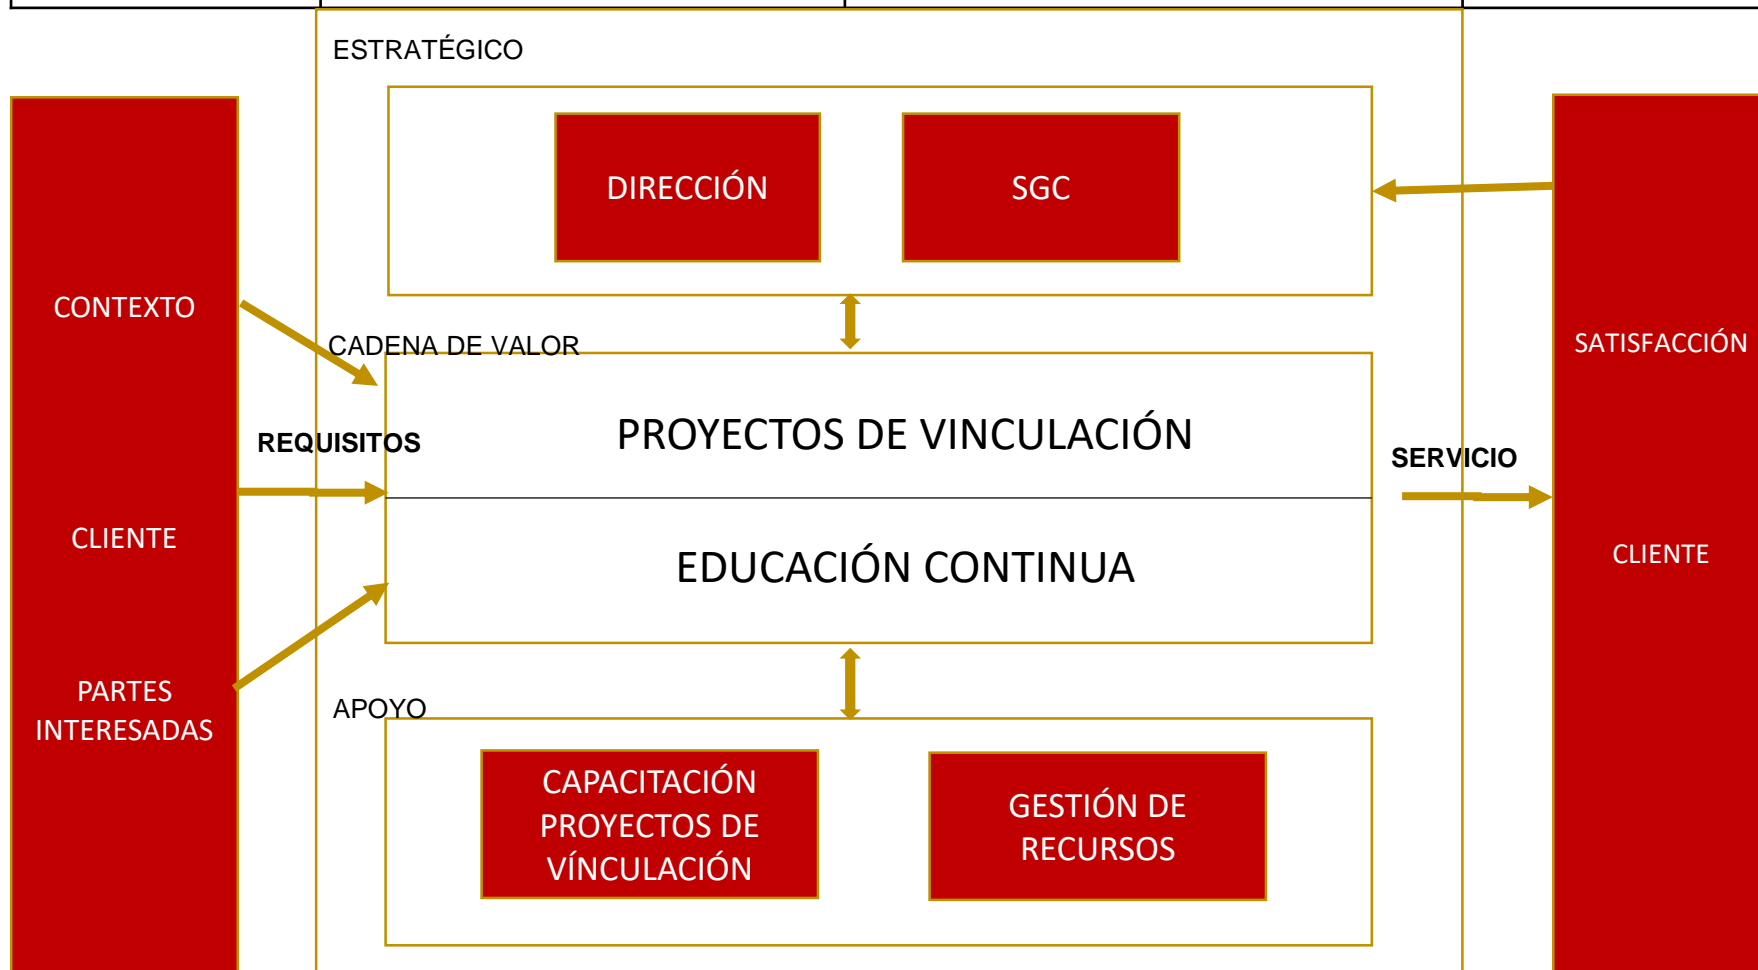 ESTRATÉGICO
DIRECCIÓN
SGC
CONTEXTO
CADENA DE VALOR
SATISFACCIÓN
PROYECTOS DE VINCULACIÓN
REQUISITOS
SERVICIO
CLIENTE
EDUCACIÓN CONTINUA
CLIENTE
PARTES
INTERESADAS
APOYO
CAPACITACIÓN
PROYECTOS DE
VÍNCULACIÓN
GESTIÓN DE
RECURSOS